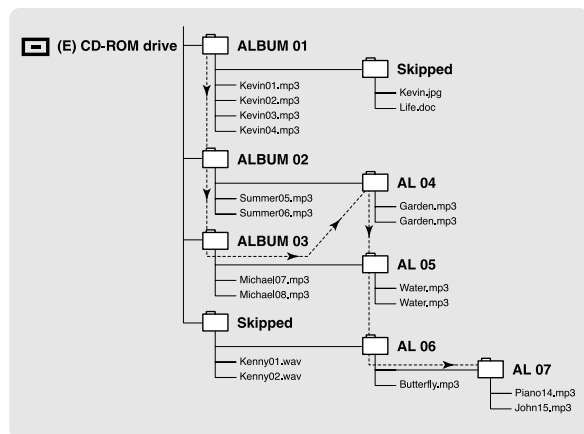 (E) CD-ROM drive
ALBUM 01
Kevin01.mp3
Kevin02.mp3
Kevin03.mp3
Kevin04.mp3
Skipped
Kevin.jpg
Life.doc
ALBUM 02
Summer05.mp3
Summer06.mp3
AL 04
Garden.mp3
Garden.mp3
ALBUM 03
Michael07.mp3
Michael08.mp3
AL 05
Water.mp3
Water.mp3
Skipped
Kenny01.wav
Kenny02.wav
AL 06
Butterfly.mp3
AL 07
Piano14.mp3
John15.mp3